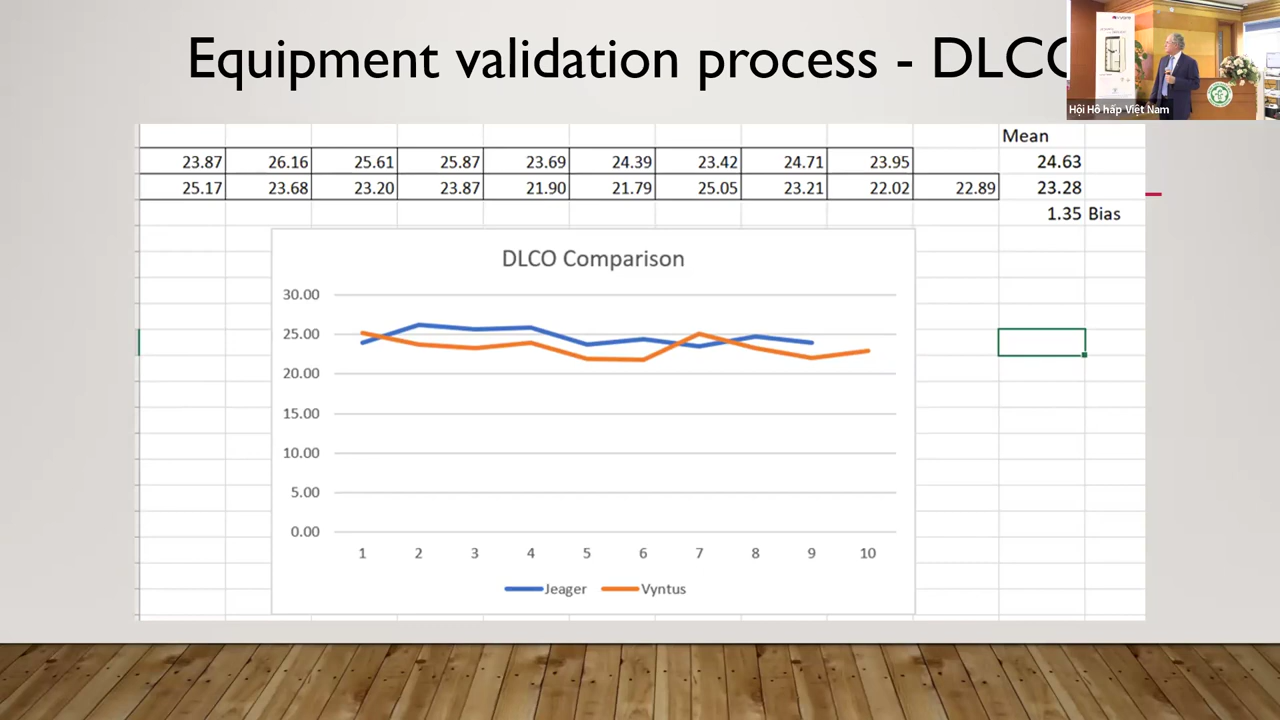 Equipment validation process - DLCO
Hội Hô hấp Việt Nam
Mean
23.87 26.16 25.61 25.87 23.69 24.39 23.42 24.71 23.95 24.63
25.17 23.68 23.20 23.87 21.90 21.79 25.05 23.21 22.02 22.89 23.28
1.35 Bias
DLCO Comparison
30.00
25.00
20.00
15.00
10.00
5.00
0.00
1 2 3 4 5 6 7 8 9 10
Jeager Vyntus